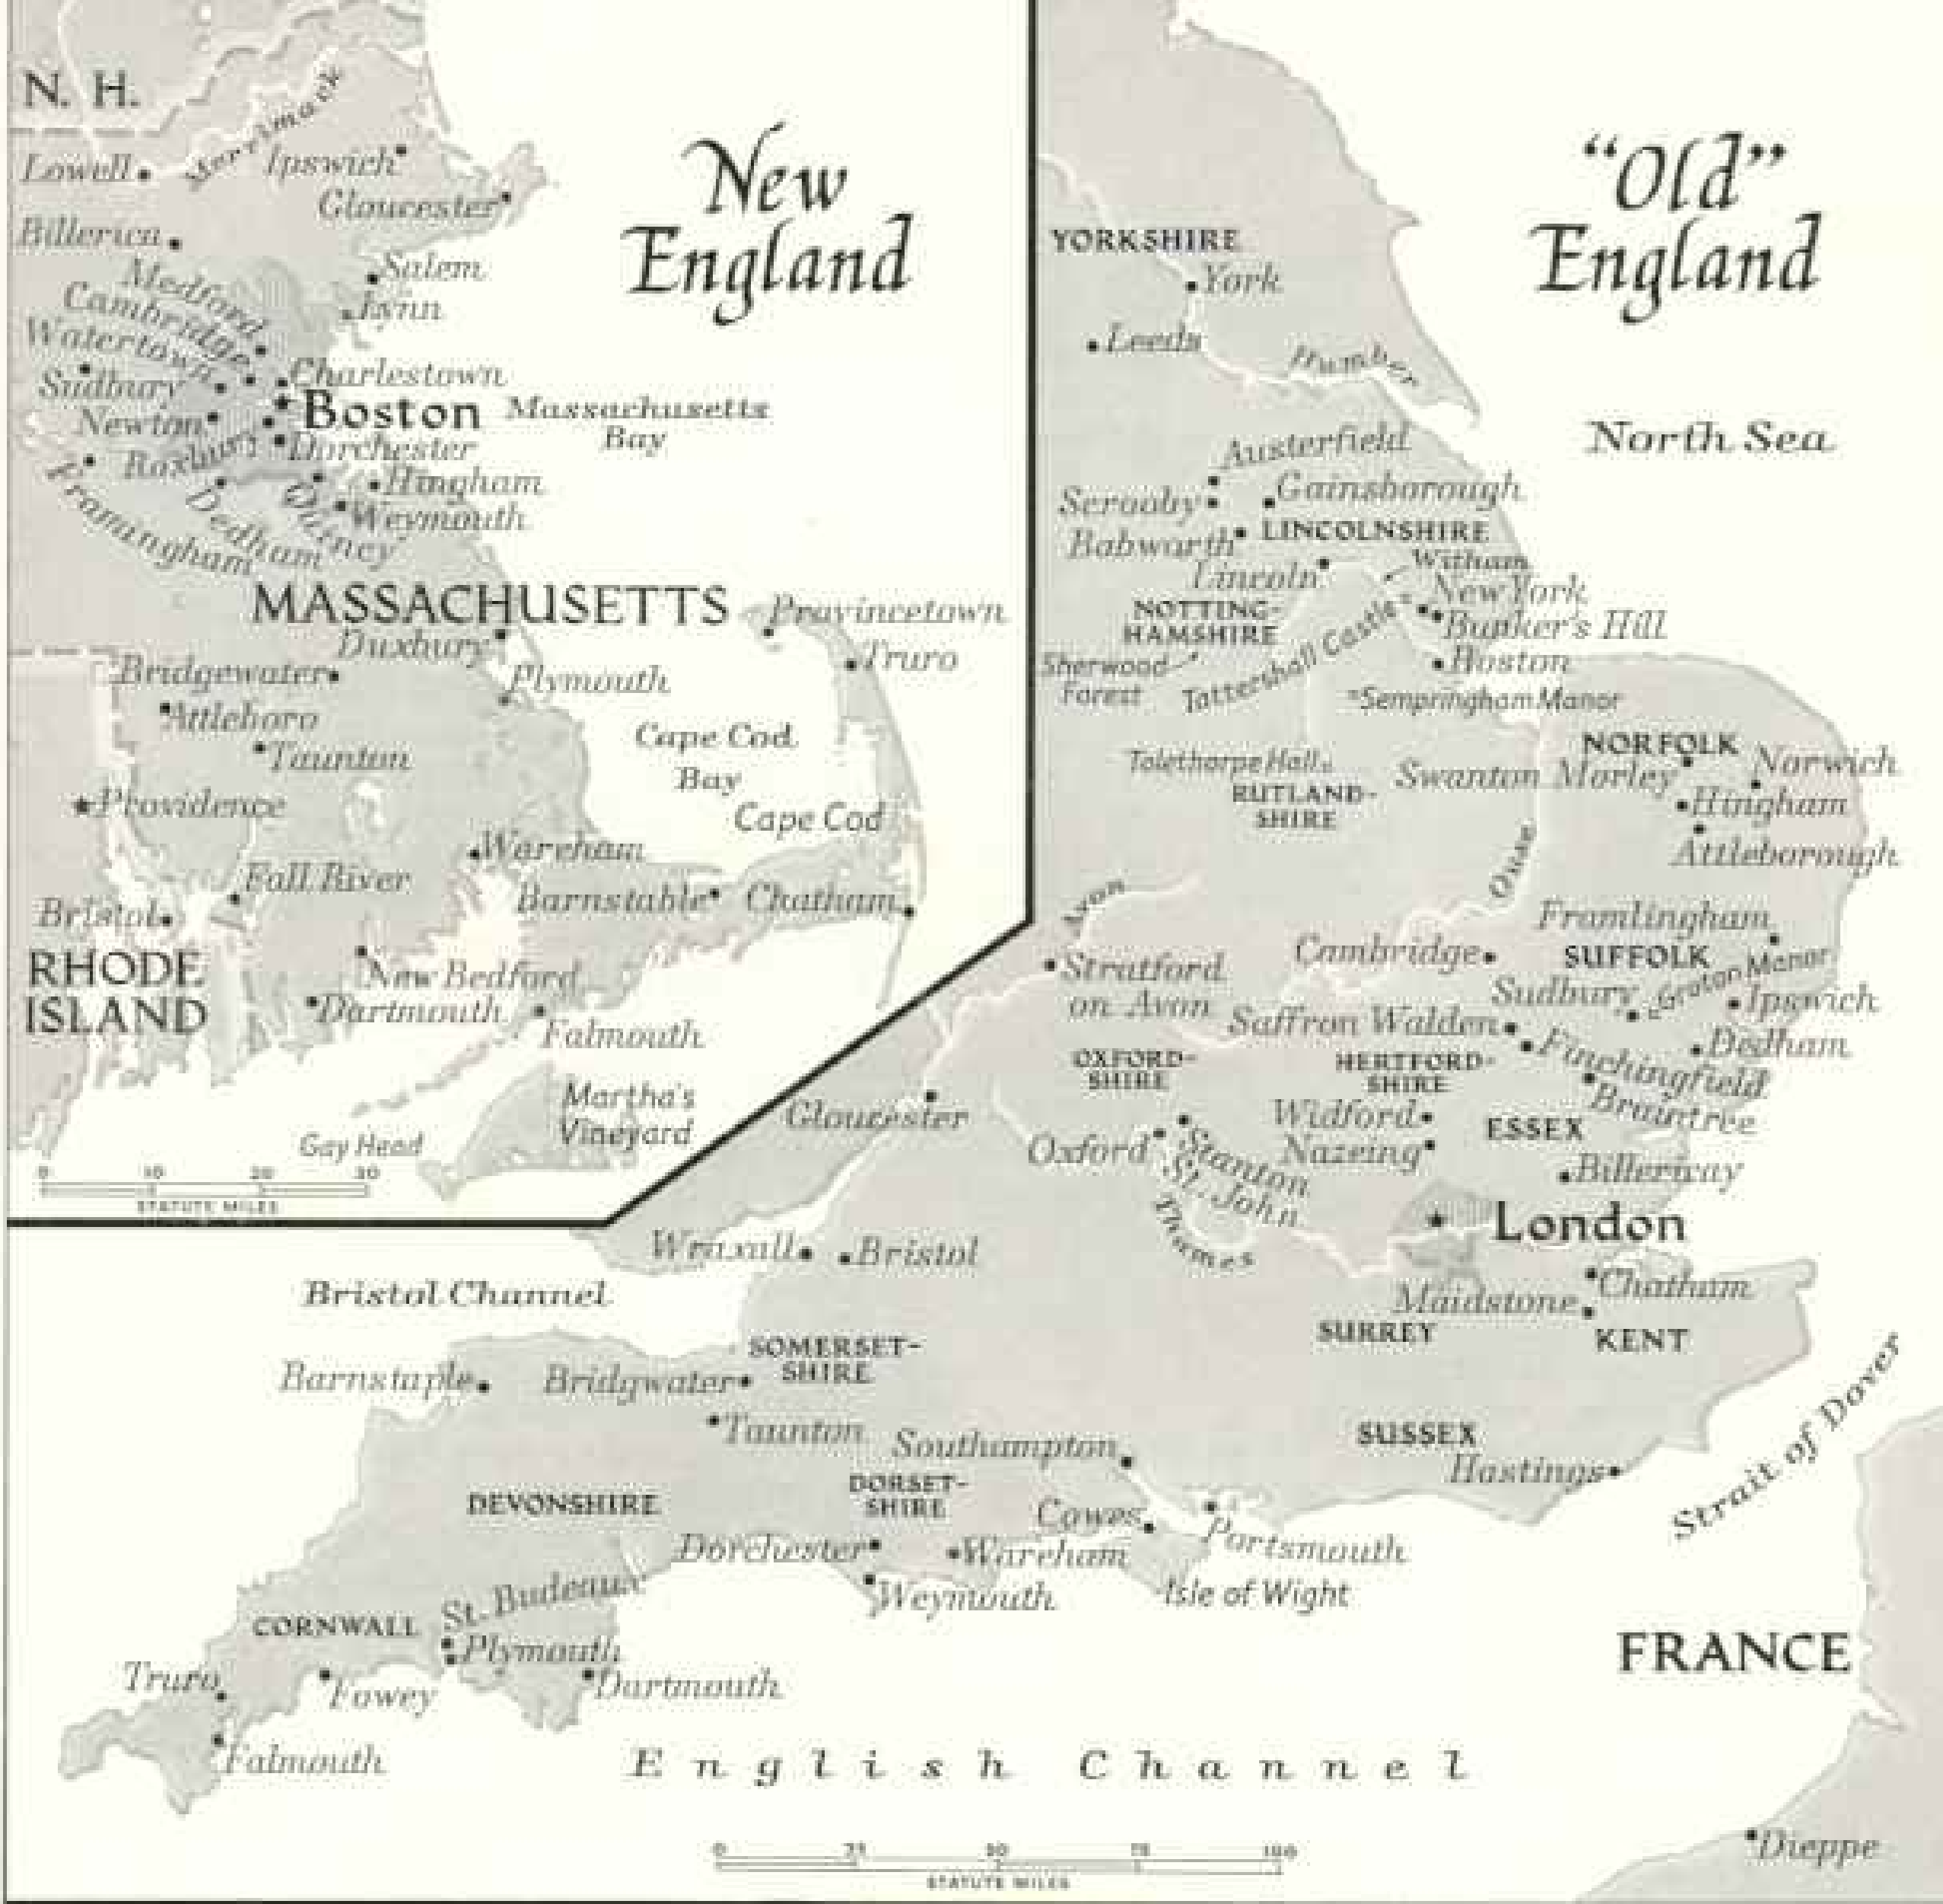 N. H.
Merrimack
Lowell
Ipswich
Gloucester
Billerica
Salem
Medford
Lynn
Cambridge
Watertown
Sudbury
Charlestown
Boston
Newton
Massachusetts
Bay
Roxbury
Dorchester
Hingham
Framingham
Dedham
Quincy
Weymouth
MASSACHUSETTS
Provincetown
Duxbury
Truro
Bridgewater
Plymouth
Attleboro
Cape Cod
Bay
Taunton
Providence
Cape Cod
Wareham
Fall River
Barnstable
Chatham
Bristol
RHODE
ISLAND
New Bedford
Dartmouth
Falmouth
Martha's
Vineyard
Gay Head
0 10 20 30
STATUTE MILES
New
England
"Old"
England
YORKSHIRE
York
Leeds
Humber
North Sea
Austerfield
Scrooby
Gainsborough
Babworth
LINCOLNSHIRE
Lincoln
Witham
New York
NOTTING-
HAMSHIRE
Tattershall Castle
Bunker's Hill
Sherwood
Forest
Boston
Sempringham Manor
NORFOLK
Tolethorpe Hall
Swanton Morley
Norwich
RUTLAND-
SHIRE
Hingham
Attleborough
Ouse
Avon
Framlingham
Stratford
on Avon
Cambridge
SUFFOLK
Sudbury
Groton Manor
Ipswich
Saffron Walden
Dedham
OXFORD-
SHIRE
HERTFORD-
SHIRE
Finchingfield
Braintree
Gloucester
Widford
ESSEX
Oxford
Stanton
St. John
Nazeing
Billericay
Thames
London
Wraxall
Bristol
Bristol Channel
Chatham
Maidstone
SURREY
KENT
SOMERSET-
SHIRE
Barnstaple
Bridgwater
Strait of Dover
Taunton
Southampton
SUSSEX
Hastings
DEVONSHIRE
DORSET-
SHIRE
Cowes
Portsmouth
Dorchester
Wareham
Weymouth
Isle of Wight
St. Budeaux
CORNWALL
Plymouth
FRANCE
Truro
Fowey
Dartmouth
Falmouth
English Channel
Dieppe
0 25 50 75 100
STATUTE MILES